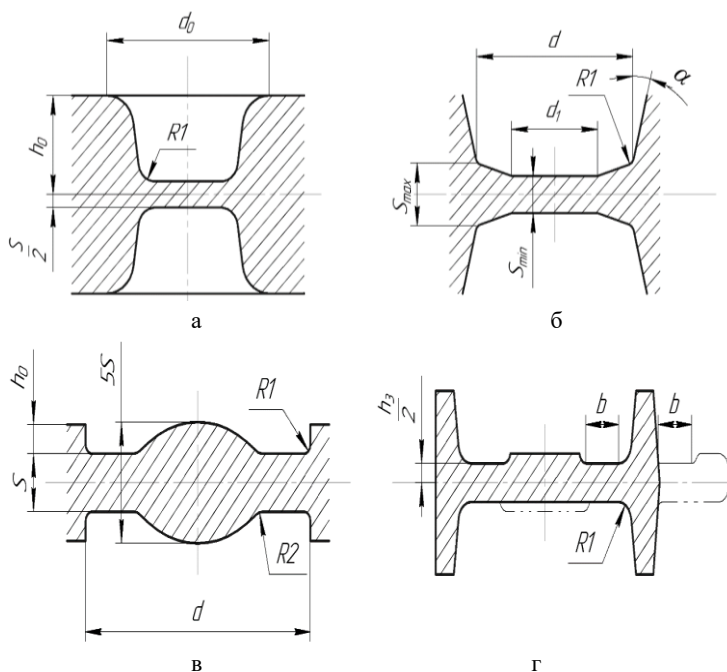 d₀
h₀
R1
S/2
а
d
α
R1
d₁
Smax
Smin
б
h₀
5S
R1
S
R2
d
в
h₃/2
b
b
R1
г